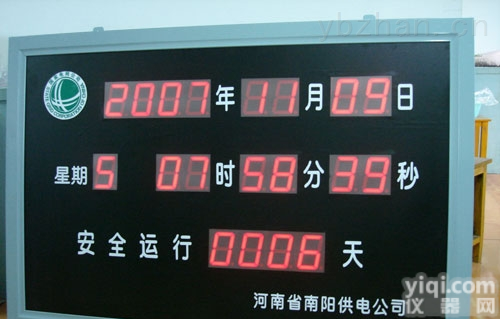 ybzhan.cn
2007年11月09日
星期5 07时58分39秒
安全运行0006天
河南省南阳供电公司
yiqi.com
仪器网